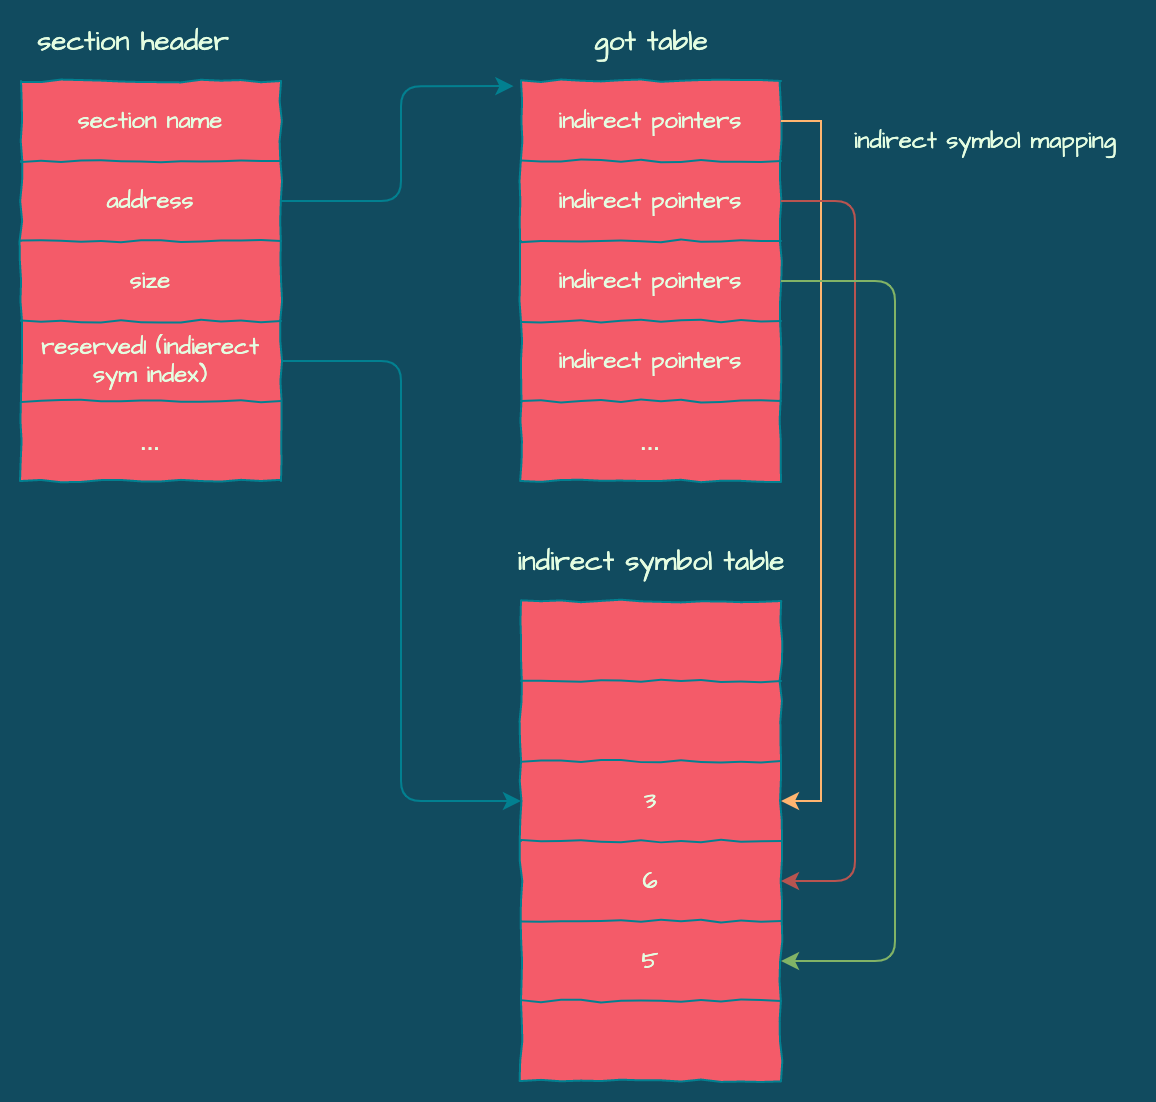 section header
section name
address
size
reserved1 (indierect
sym index)
...
got table
indirect pointers
indirect pointers
indirect pointers
indirect pointers
...
indirect symbol mapping
indirect symbol table
3
6
5